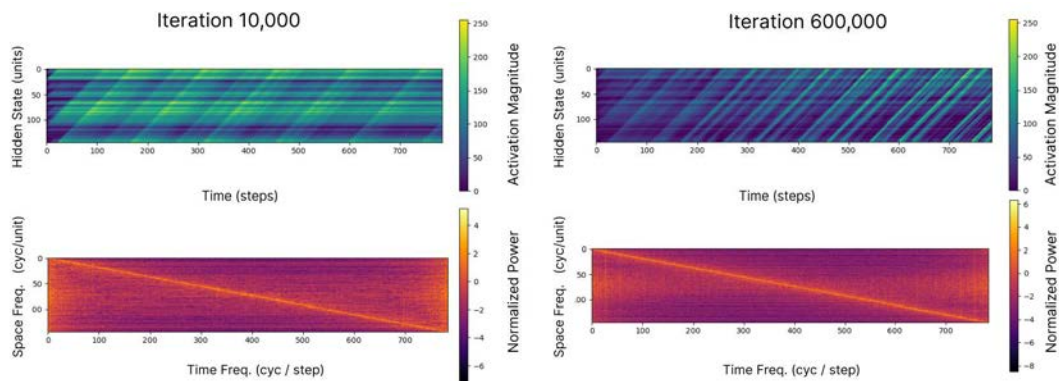 Iteration 10,000
Hidden State (units)
0
50
100
0 100 200 300 400 500 600 700
Time (steps)
250
200
150
100
50
0
Activation Magnitude
Space Freq. (cyc/unit)
0
50
00
0 100 200 300 400 500 600 700
Time Freq. (cyc / step)
4
2
0
-2
-4
-6
Normalized Power
Iteration 600,000
Hidden State (units)
0
50
100
0 100 200 300 400 500 600 700
Time (steps)
250
200
150
100
50
0
Activation Magnitude
Space Freq. (cyc/unit)
0
50
00
0 100 200 300 400 500 600 700
Time Freq. (cyc / step)
6
4
2
0
-2
-4
-6
-8
Normalized Power